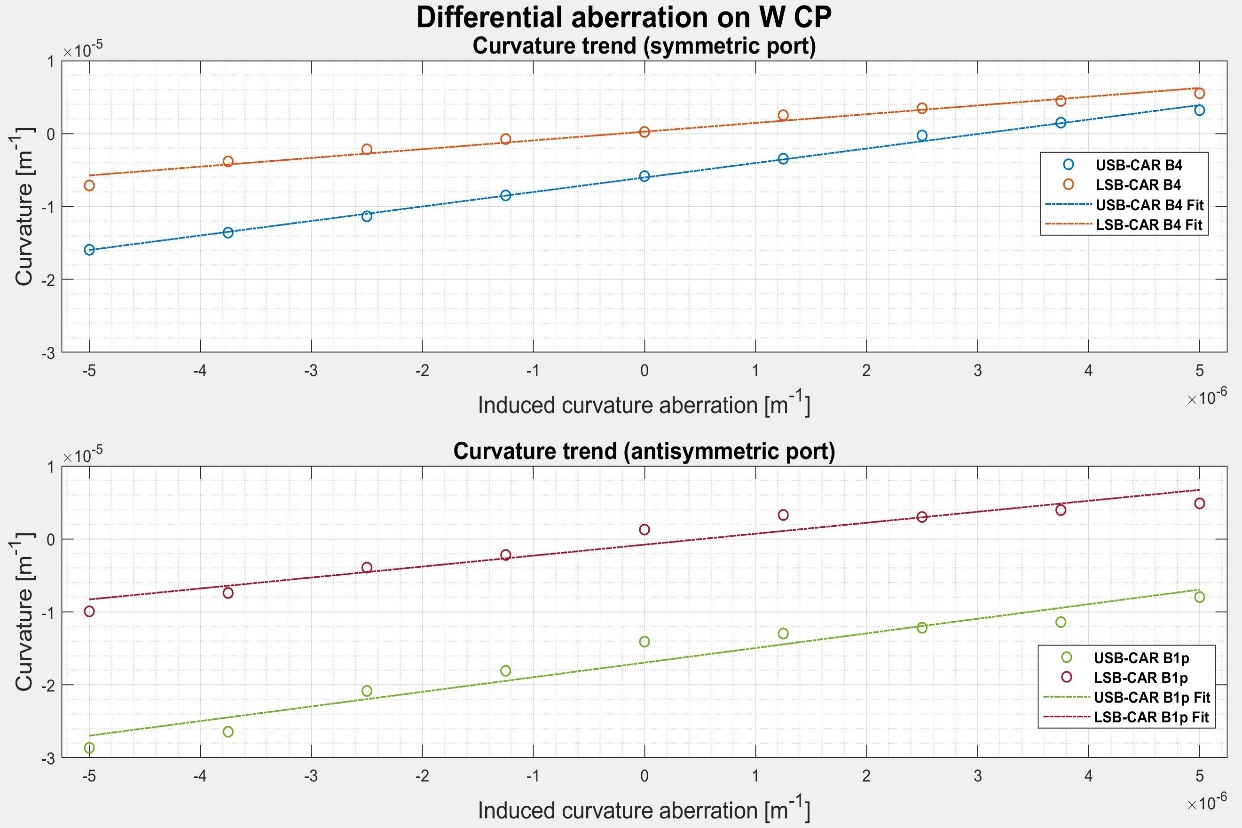 Differential aberration on W CP
Curvature trend (symmetric port)
×10^-5
1
0
-1
-2
-3
Curvature [m^-1]
-5 -4 -3 -2 -1 0 1 2 3 4 5
×10^-6
Induced curvature aberration [m^-1]
USB-CAR B4
LSB-CAR B4
USB-CAR B4 Fit
LSB-CAR B4 Fit
Curvature trend (antisymmetric port)
×10^-5
1
0
-1
-2
-3
Curvature [m^-1]
-5 -4 -3 -2 -1 0 1 2 3 4 5
×10^-6
Induced curvature aberration [m^-1]
USB-CAR B1p
LSB-CAR B1p
USB-CAR B1p Fit
LSB-CAR B1p Fit